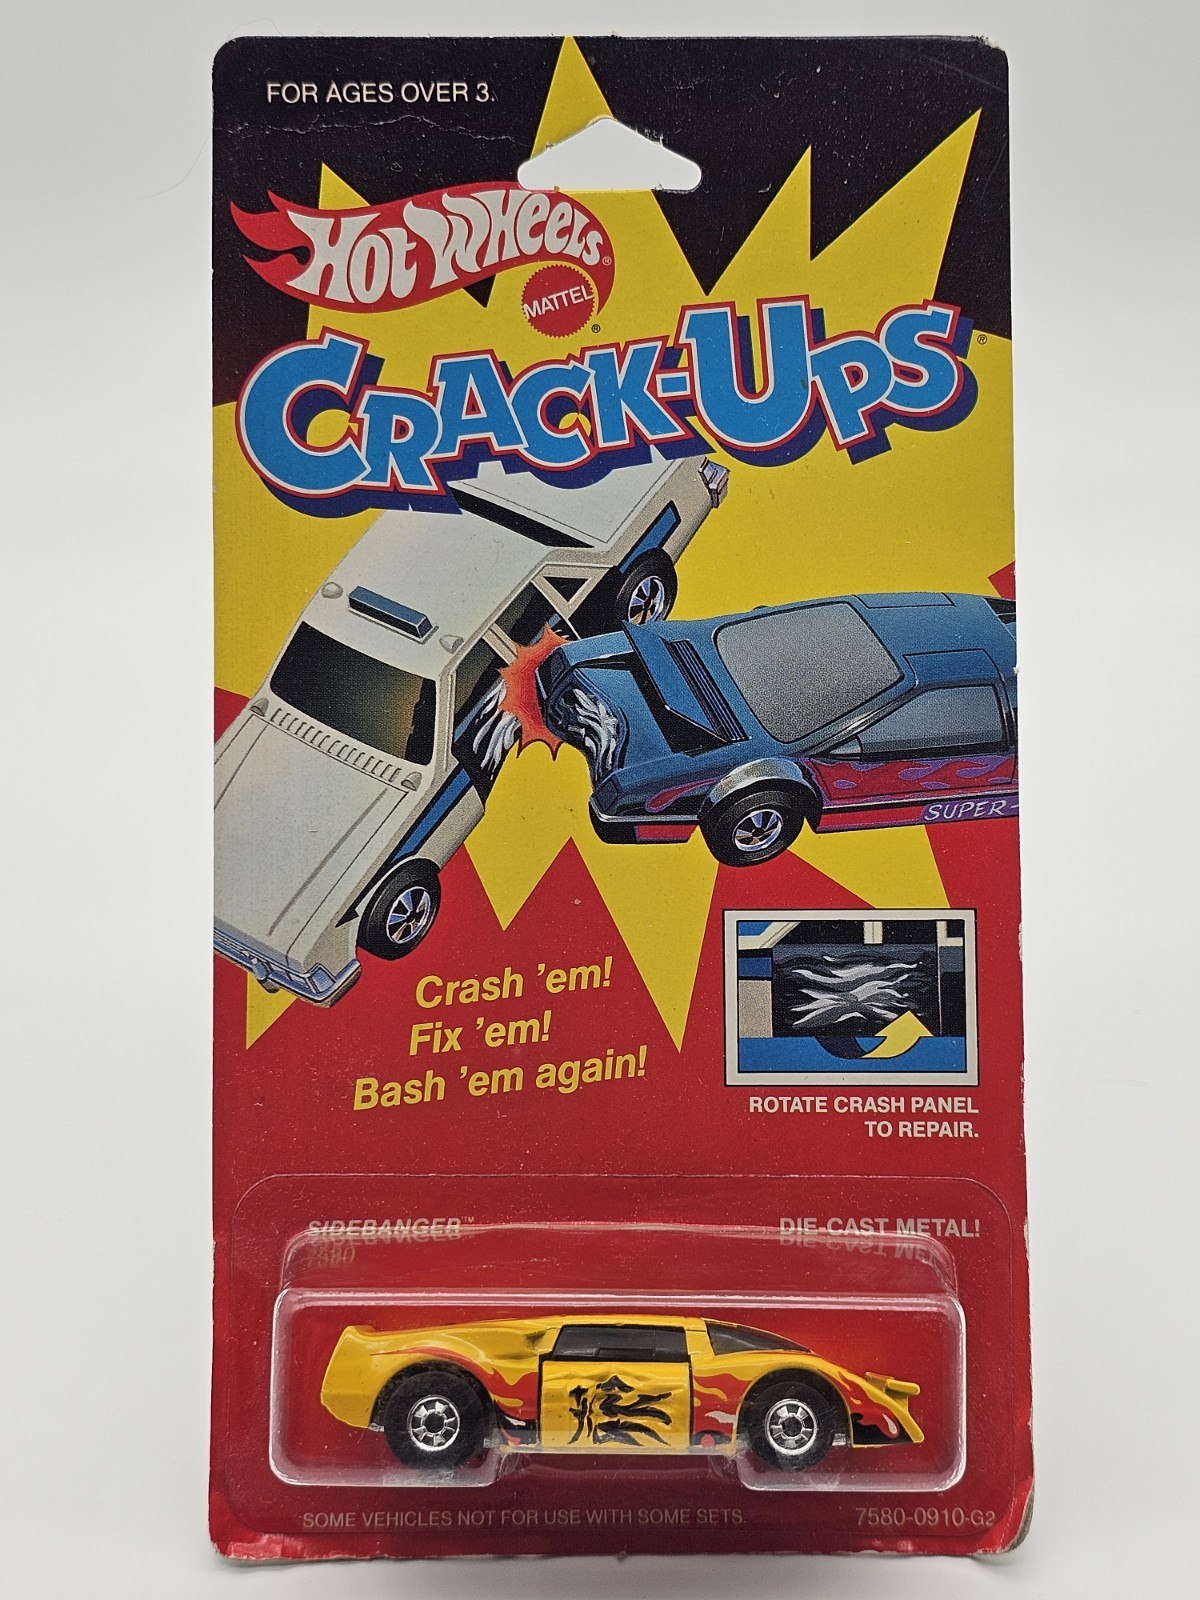 FOR AGES OVER 3.
HOT WHEELS®
MATTEL®
CRACK-UPS®
SUPER-
Crash 'em!
Fix 'em!
Bash 'em again!
ROTATE CRASH PANEL
TO REPAIR.
SIDEBANGER™
DIE-CAST METAL!
7580
SOME VEHICLES NOT FOR USE WITH SOME SETS.
7580-0910-G2